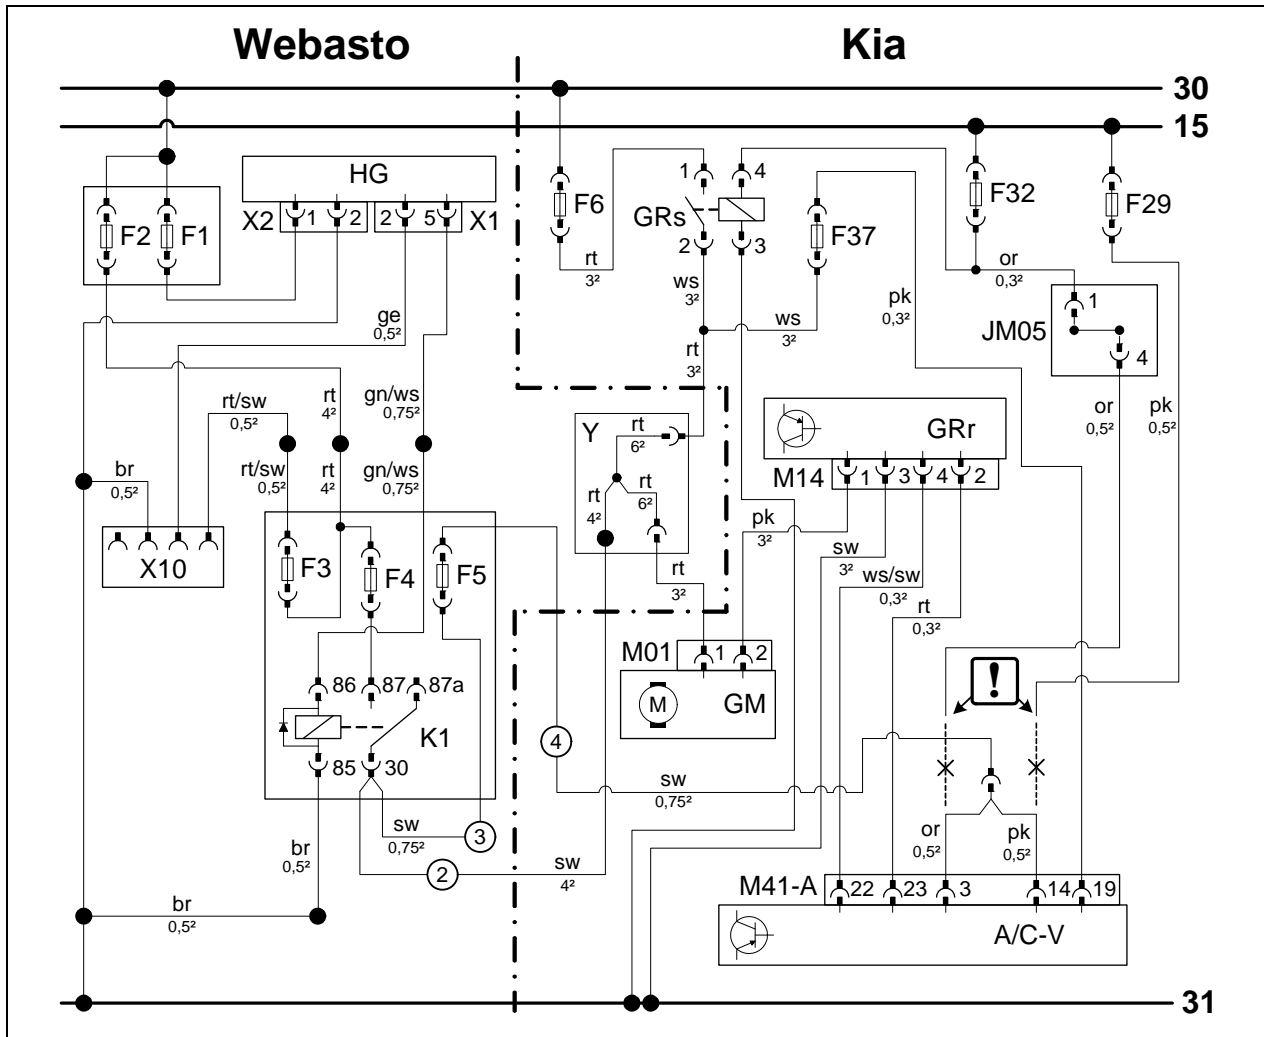 Webasto
Kia
30
15
HG
X2
1
2
2
5
X1
F2
F1
F6
1
4
GRs
2
3
F37
F32
F29
rt
3²
ws
3²
ws
3²
rt
3²
pk
0,3²
or
0,3²
1
JM05
4
or
0,5²
pk
0,5²
ge
0,5²
rt/sw
0,5²
rt
4²
gn/ws
0,75²
br
0,5²
rt/sw
0,5²
rt
4²
gn/ws
0,75²
X10
Y
rt
6²
rt
6²
rt
4²
rt
3²
GRr
M14
1
3
4
2
pk
3²
sw
3²
ws/sw
0,3²
rt
0,3²
F3
F4
F5
86
87
87a
K1
85
30
M01
1
2
M
GM
!
4
sw
0,75²
sw
0,75²
3
2
sw
4²
br
0,5²
br
0,5²
or
0,5²
pk
0,5²
M41-A
22
23
3
14
19
A/C-V
31